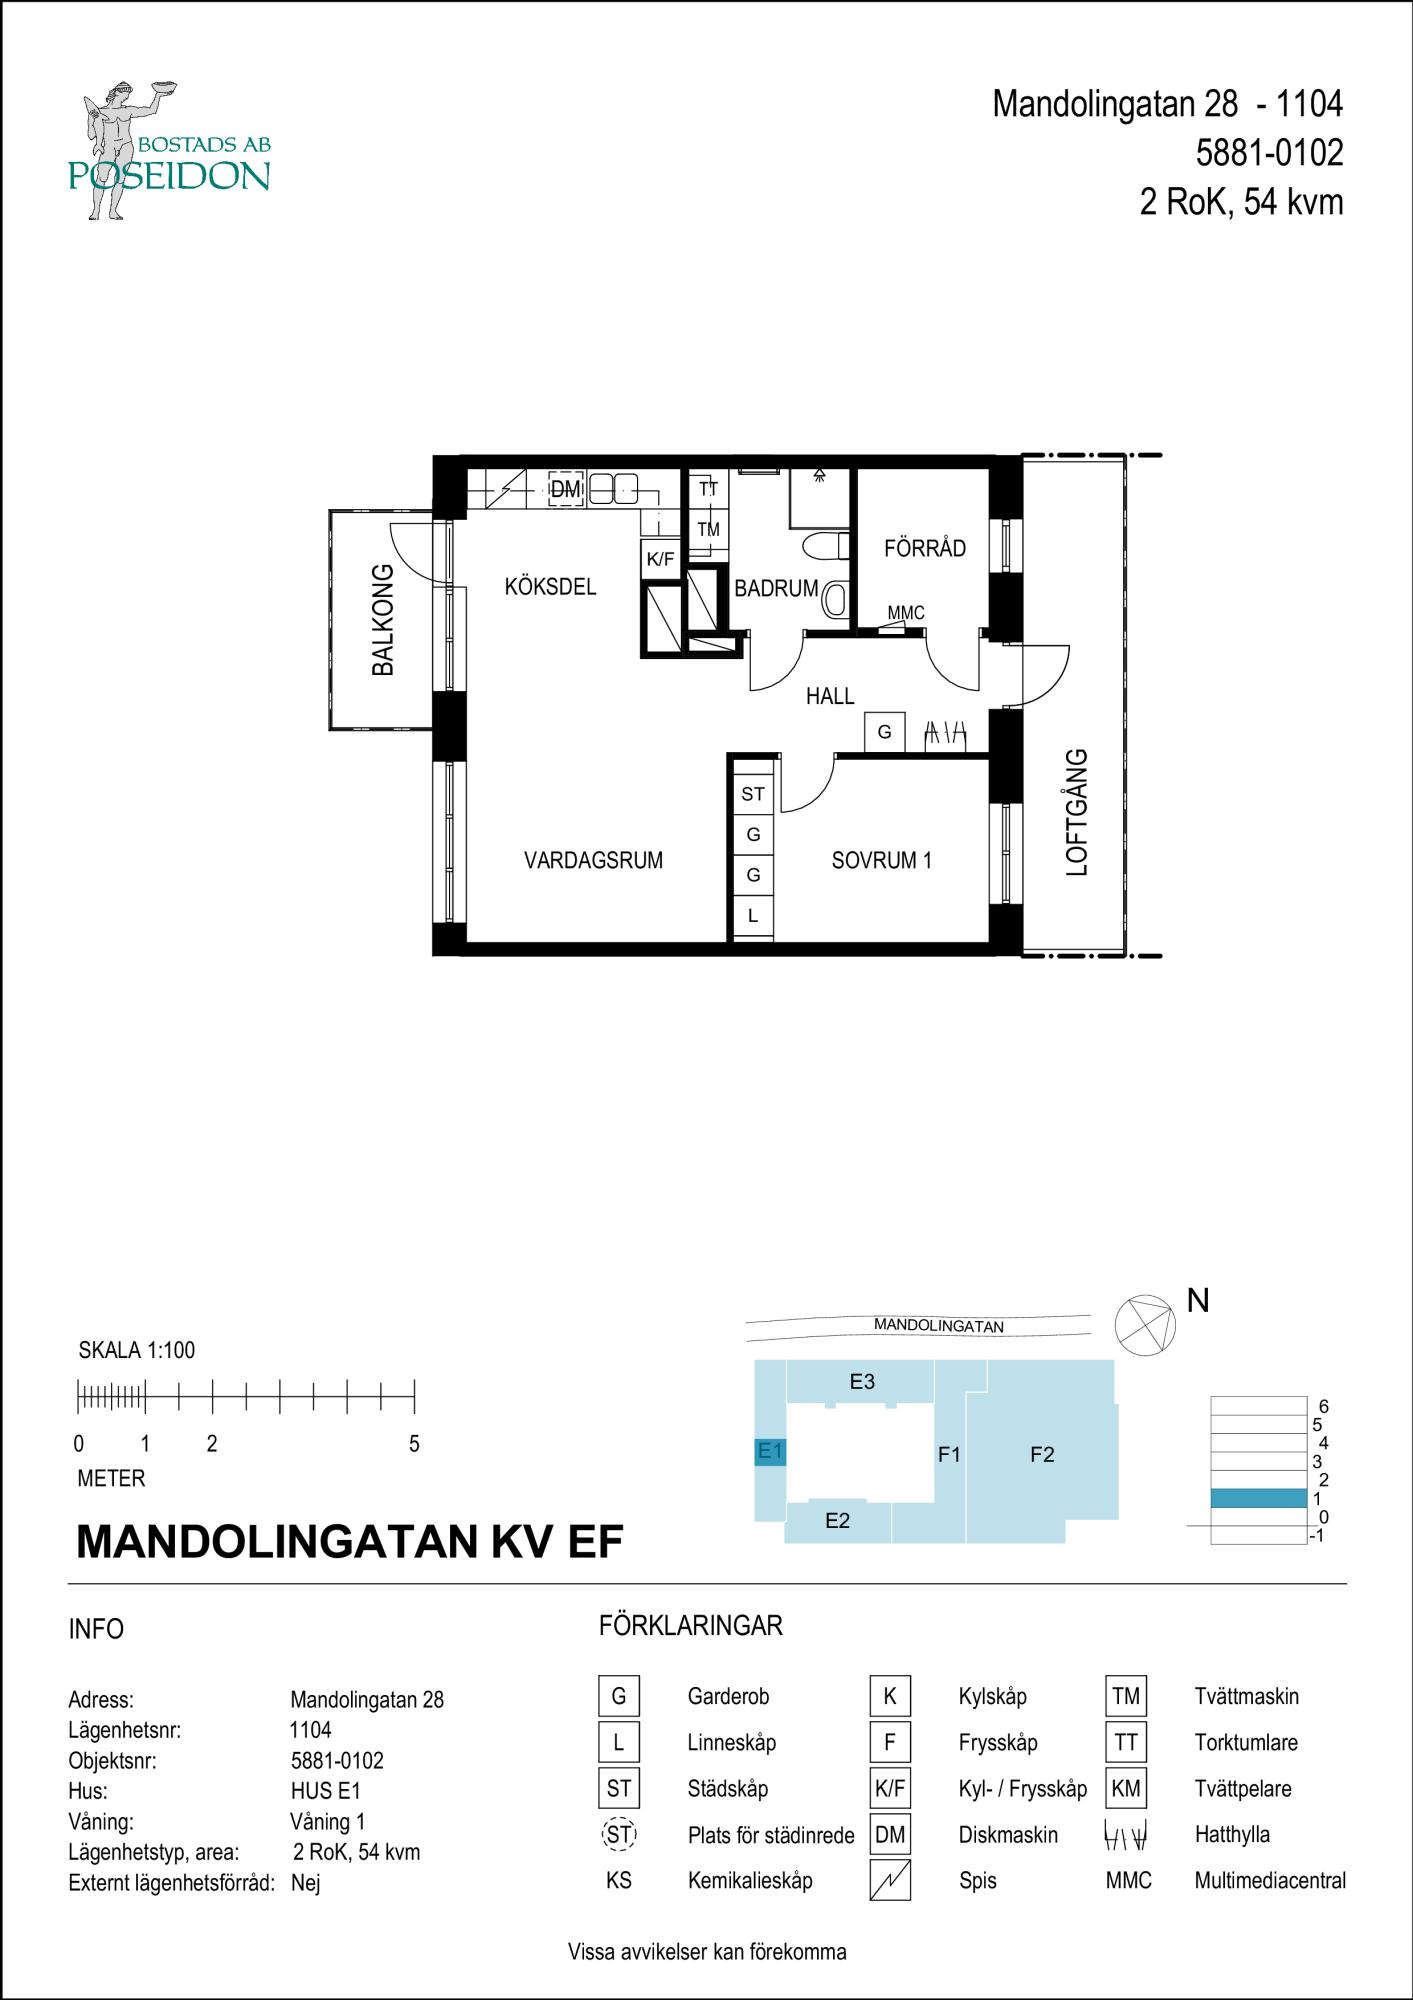 BOSTADS AB
POSEIDON
Mandolingatan 28 - 1104
5881-0102
2 RoK, 54 kvm
DM
TT
TM
K/F
KÖKSDEL
BADRUM
FÖRRÅD
MMC
BALKONG
HALL
G
LOFTGÅNG
ST
G
G
L
VARDAGSRUM
SOVRUM 1
SKALA 1:100
0 1 2 5
METER
MANDOLINGATAN
N
E3
E1
F1
F2
E2
6
5
4
3
2
1
0
-1
MANDOLINGATAN KV EF
INFO
Adress: Mandolingatan 28
Lägenhetsnr: 1104
Objektsnr: 5881-0102
Hus: HUS E1
Våning: Våning 1
Lägenhetstyp, area: 2 RoK, 54 kvm
Externt lägenhetsförråd: Nej
FÖRKLARINGAR
G Garderob
L Linneskåp
ST Städskåp
ST Plats för städinrede
KS Kemikalieskåp
K Kylskåp
F Frysskåp
K/F Kyl- / Frysskåp
DM Diskmaskin
Spis
TM Tvättmaskin
TT Torktumlare
KM Tvättpelare
Hatthylla
MMC Multimediacentral
Vissa avvikelser kan förekomma